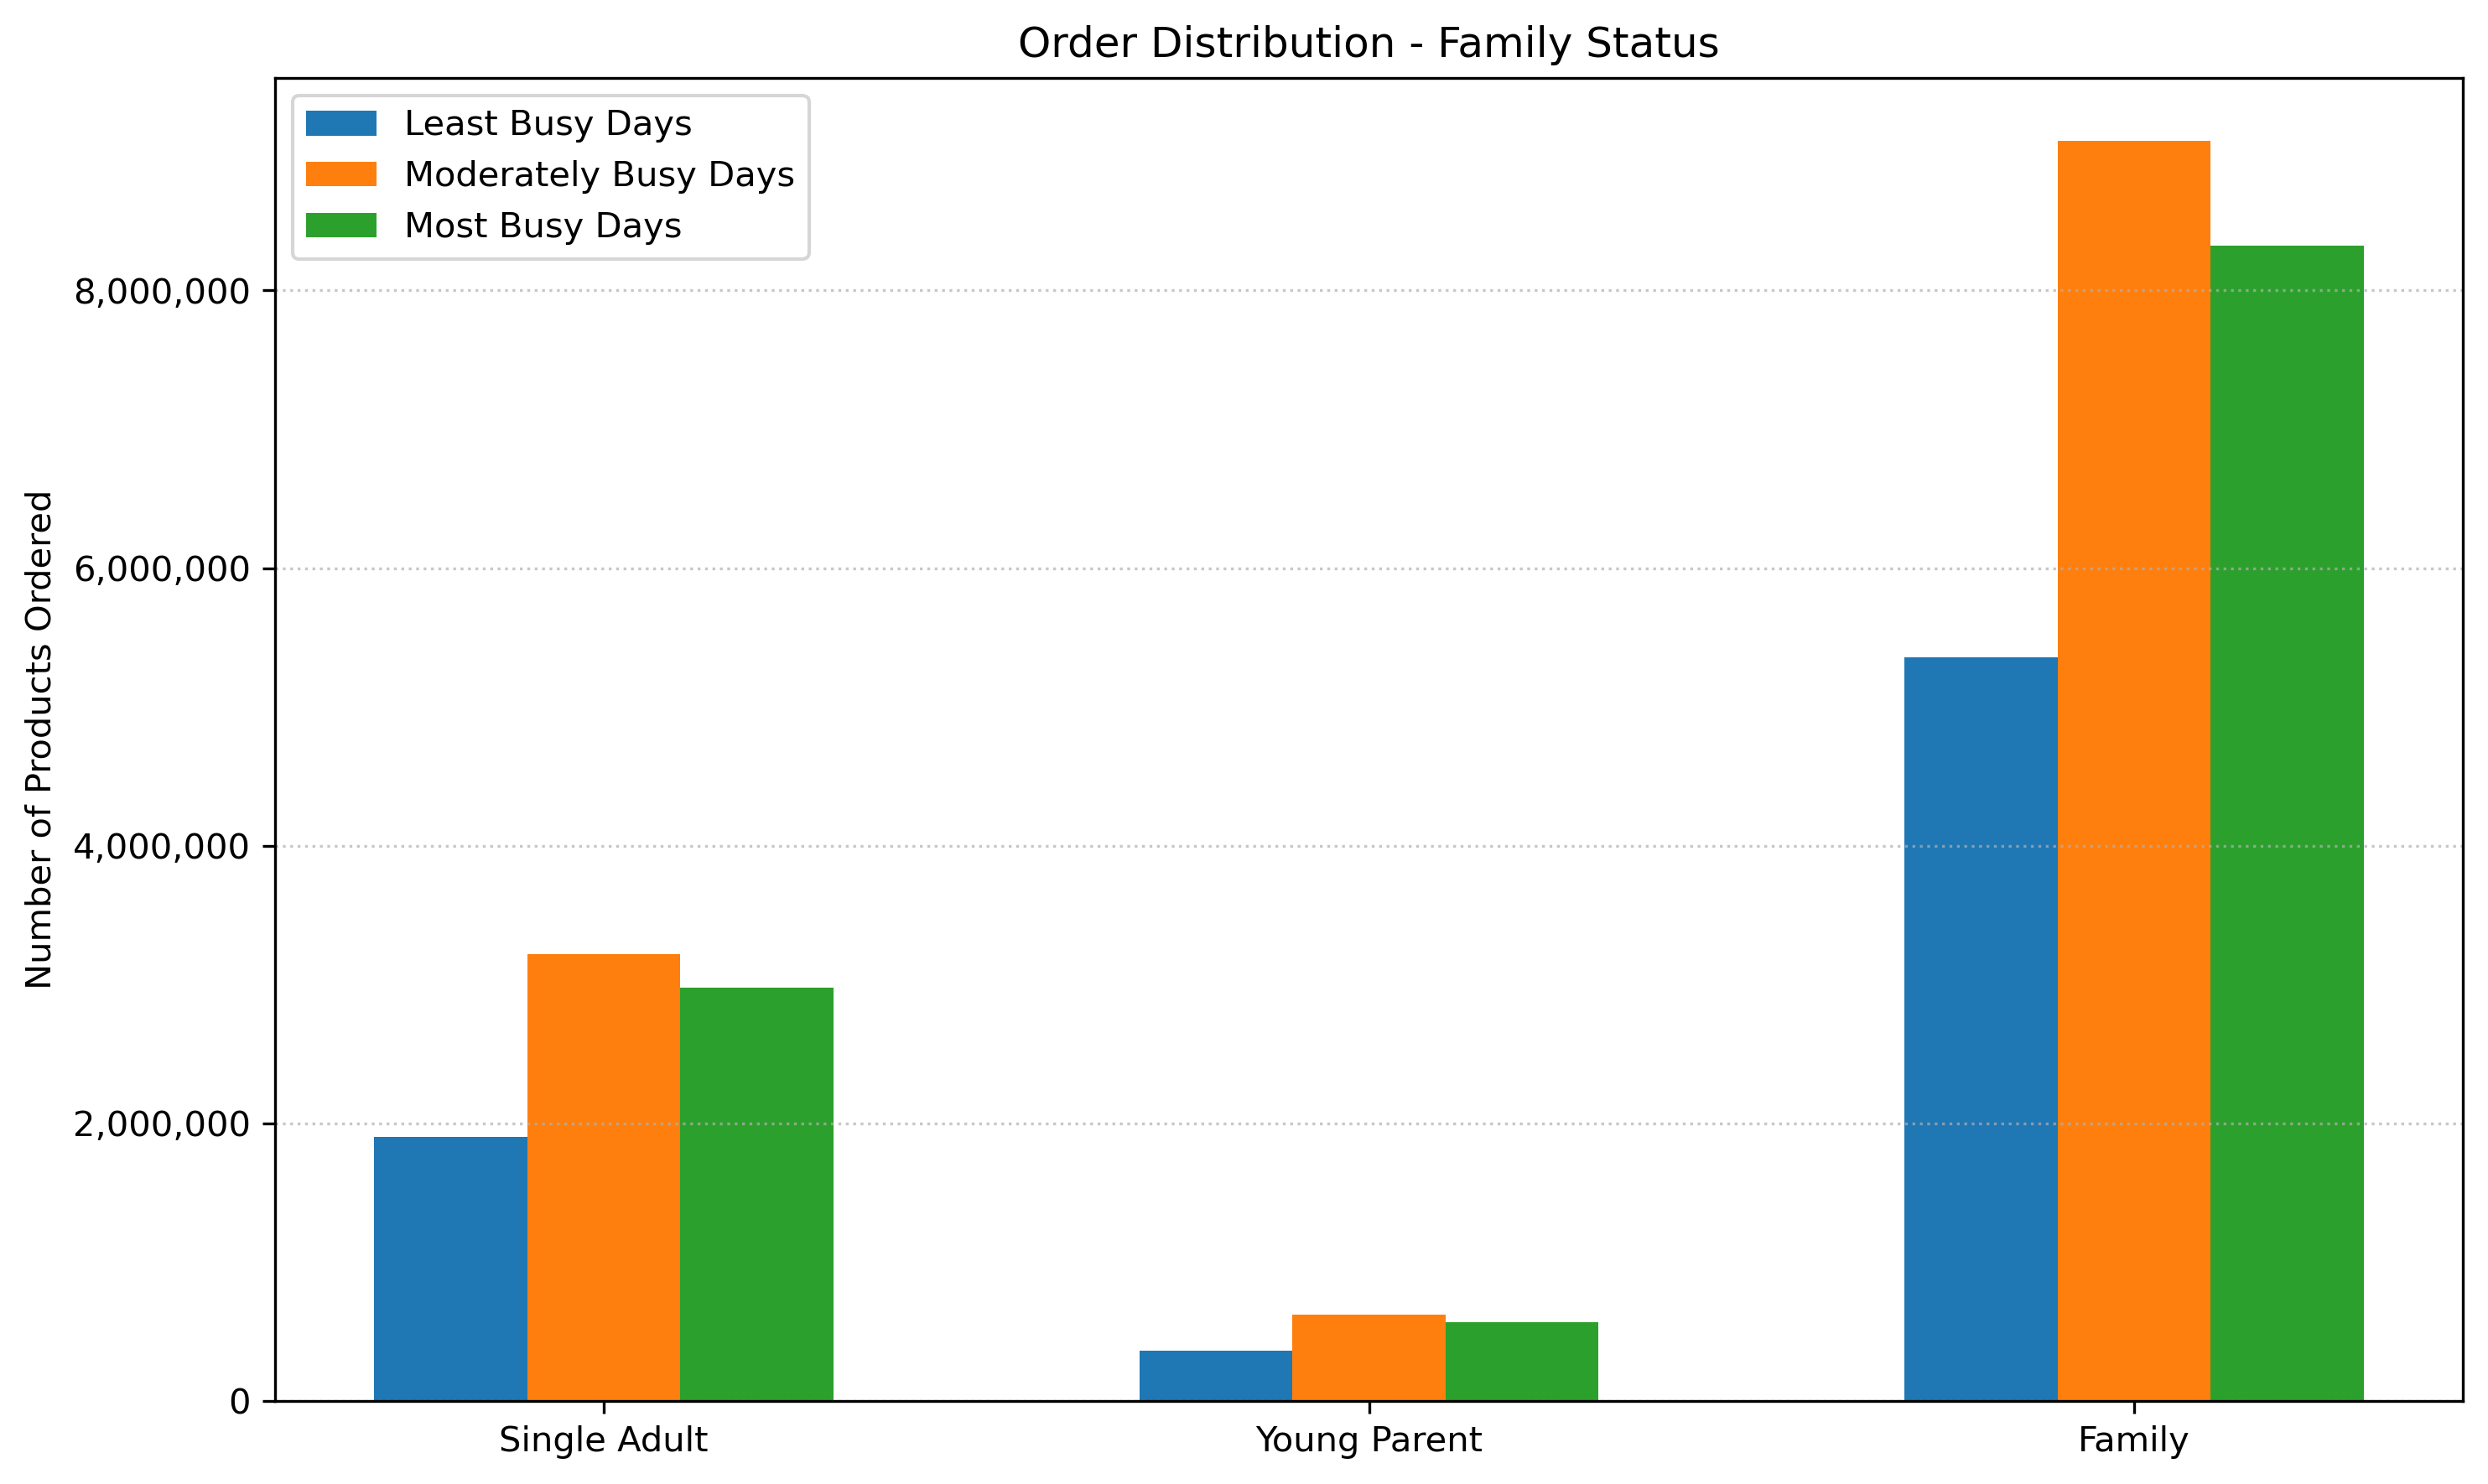 Order Distribution - Family Status
Least Busy Days
Moderately Busy Days
Most Busy Days
Number of Products Ordered
8,000,000
6,000,000
4,000,000
2,000,000
0
Single Adult
Young Parent
Family